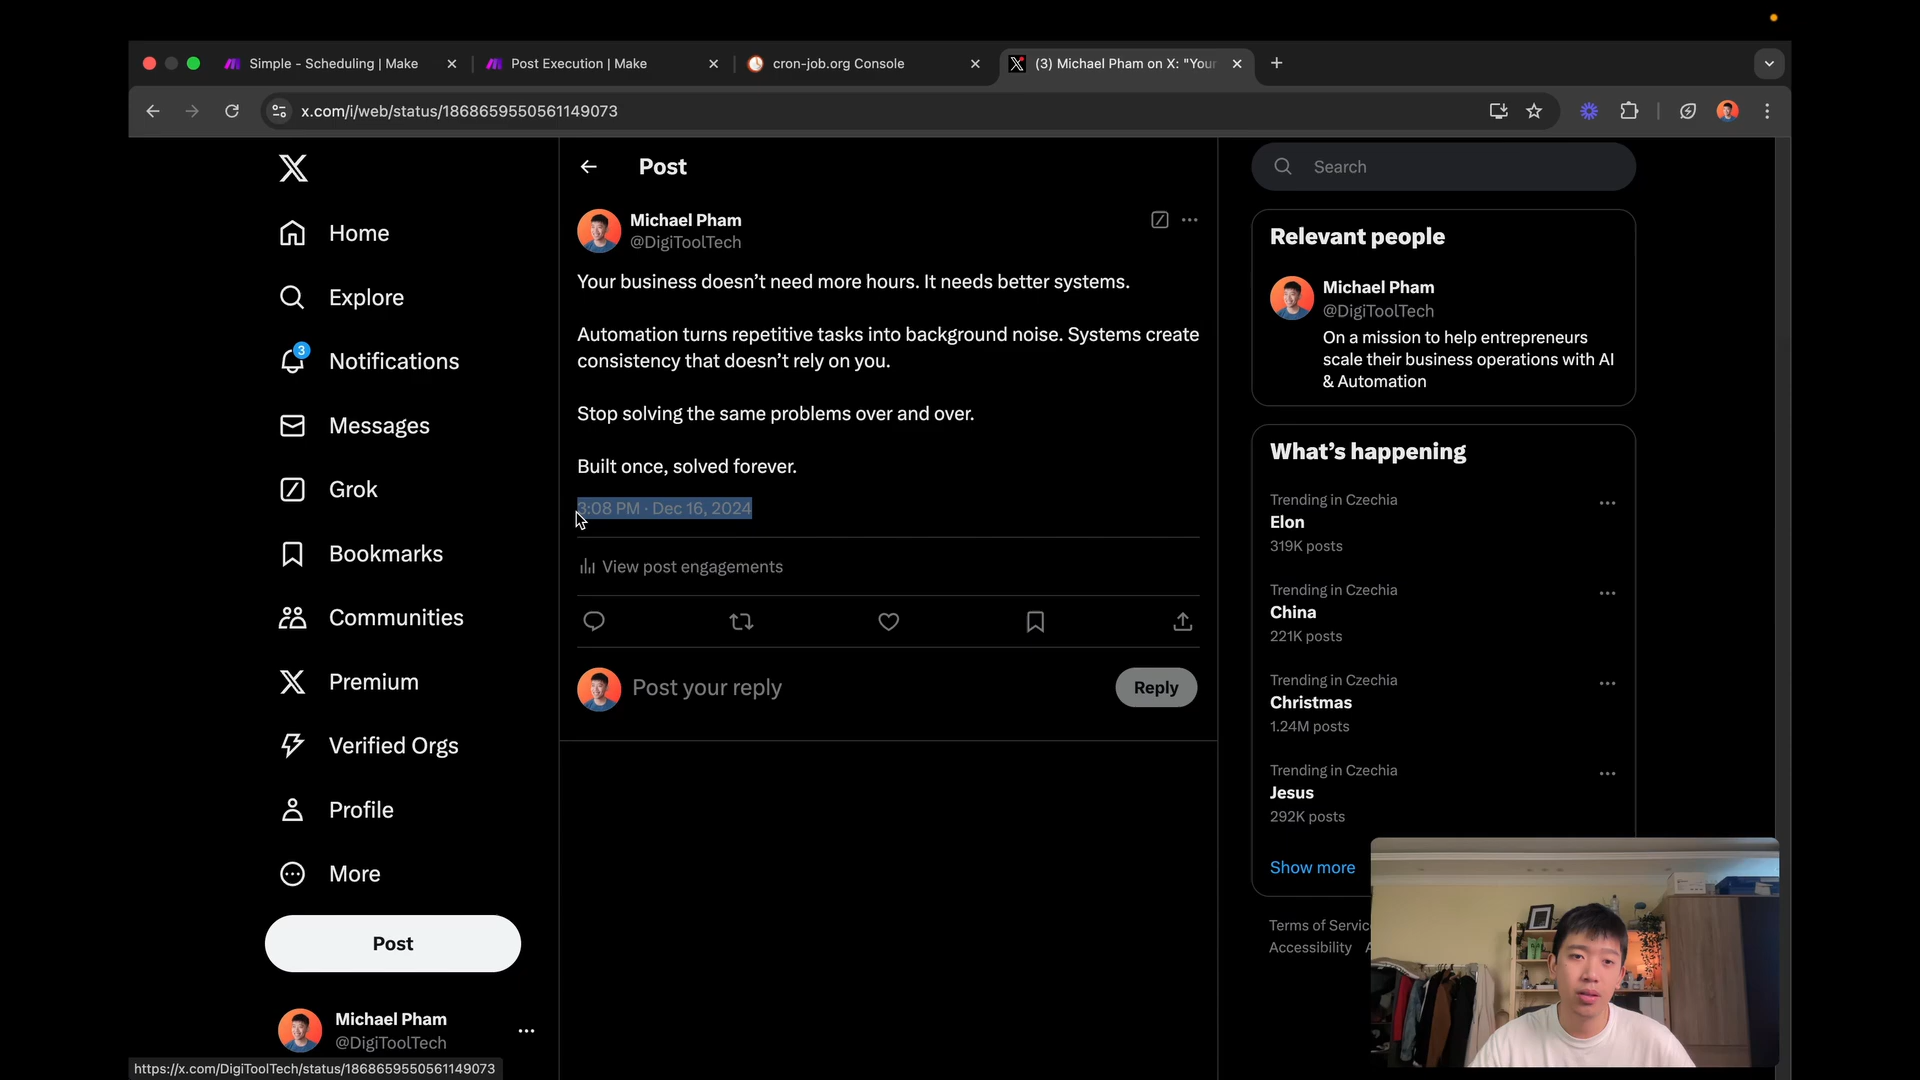 Simple - Scheduling | Make
Post Execution | Make
cron-job.org Console
(3) Michael Pham on X: "Your
x.com/i/web/status/1868659550561149073
Home
Explore
3
Notifications
Messages
Grok
Bookmarks
Communities
Premium
Verified Orgs
Profile
More
Post
Michael Pham
@DigiToolTech
https://x.com/DigiToolTech/status/1868659550561149073
Post
Michael Pham
@DigiToolTech
Your business doesn’t need more hours. It needs better systems.
Automation turns repetitive tasks into background noise. Systems create
consistency that doesn’t rely on you.
Stop solving the same problems over and over.
Built once, solved forever.
3:08 PM · Dec 16, 2024
View post engagements
Post your reply
Reply
Search
Relevant people
Michael Pham
@DigiToolTech
On a mission to help entrepreneurs
scale their business operations with AI
& Automation
What’s happening
Trending in Czechia
Elon
319K posts
Trending in Czechia
China
221K posts
Trending in Czechia
Christmas
1.24M posts
Trending in Czechia
Jesus
292K posts
Show more
Terms of Servic
Accessibility